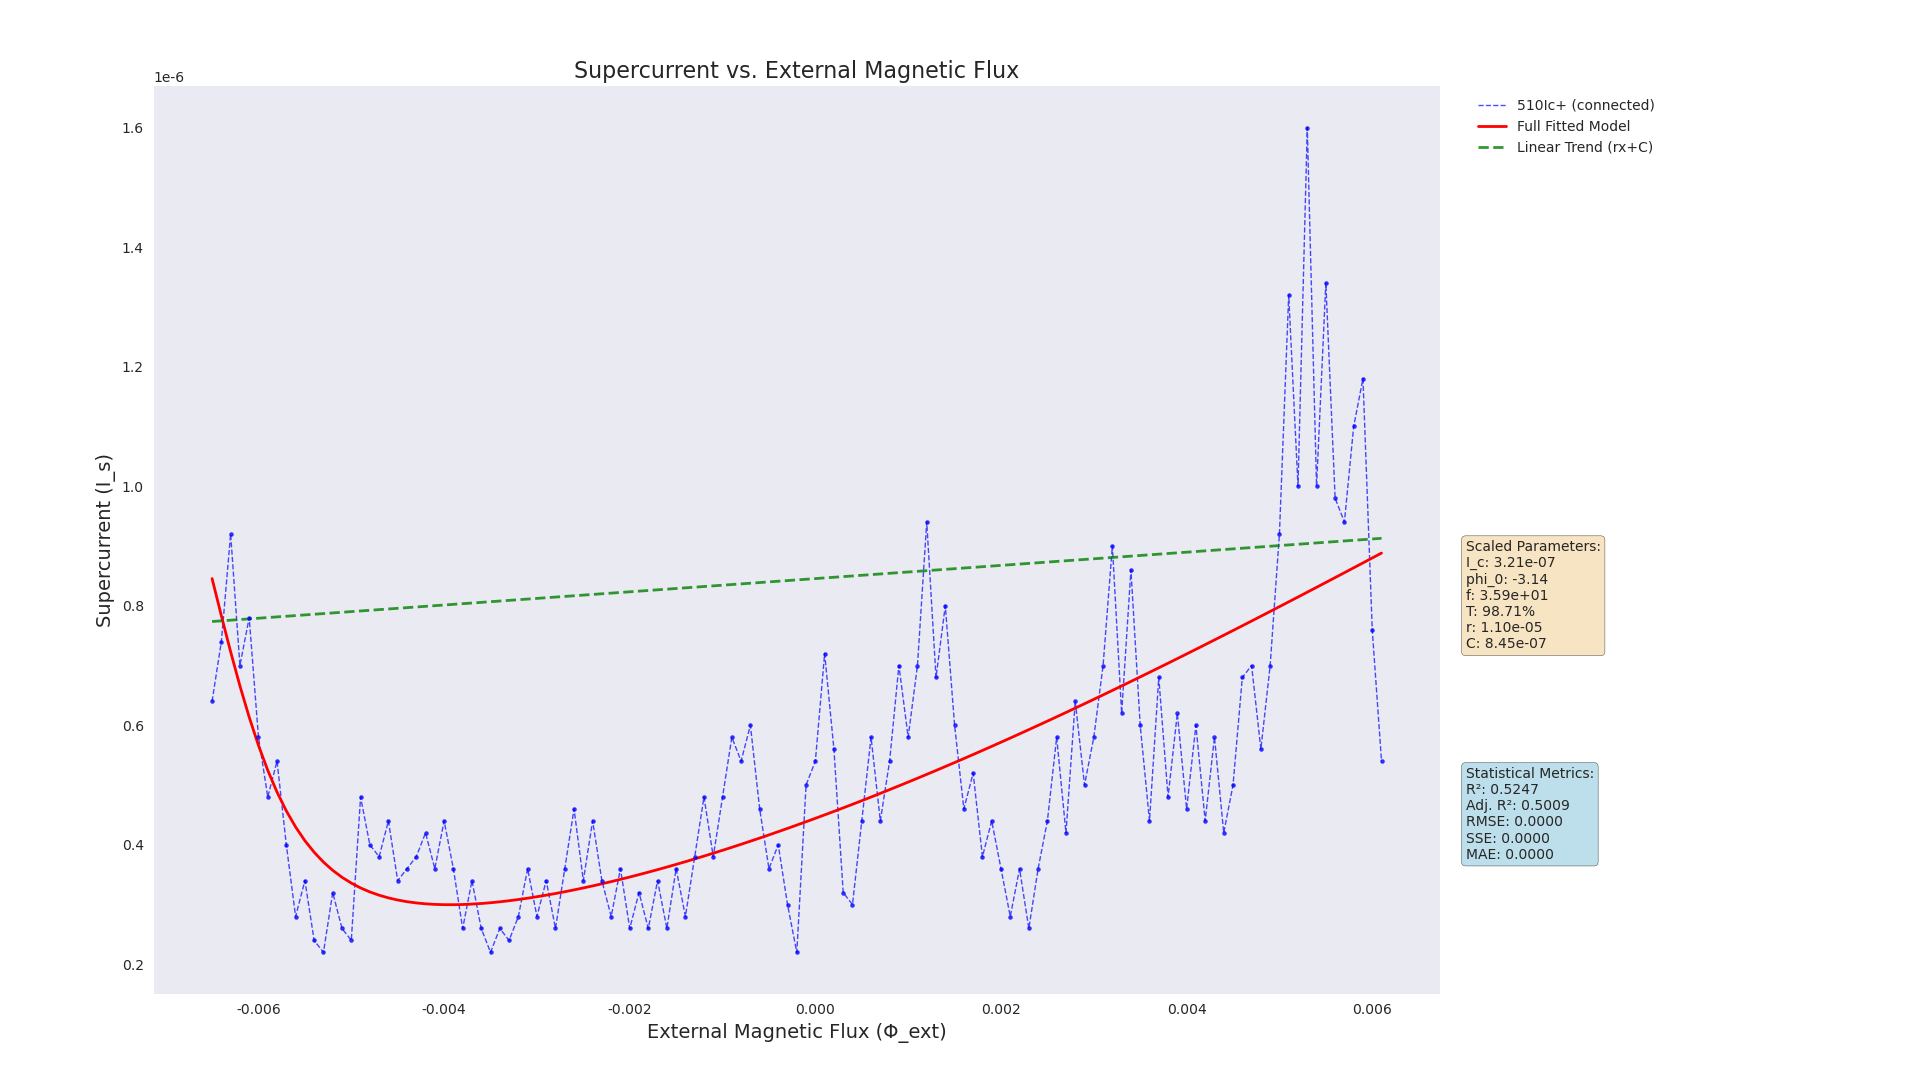 Supercurrent vs. External Magnetic Flux
1e-6
1.6
1.4
1.2
1.0
0.8
0.6
0.4
0.2
Supercurrent (I_s)
-0.006
-0.004
-0.002
0.000
0.002
0.004
0.006
External Magnetic Flux (Φ_ext)
510Ic+ (connected)
Full Fitted Model
Linear Trend (rx+C)
Scaled Parameters:
I_c: 3.21e-07
phi_0: -3.14
f: 3.59e+01
T: 98.71%
r: 1.10e-05
C: 8.45e-07
Statistical Metrics:
R²: 0.5247
Adj. R²: 0.5009
RMSE: 0.0000
SSE: 0.0000
MAE: 0.0000